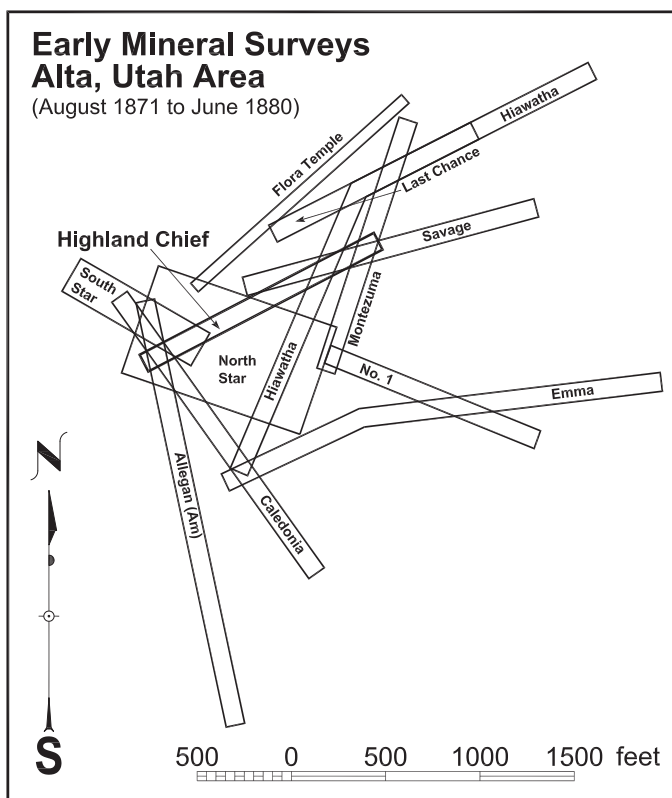 Early Mineral Surveys
Alta, Utah Area
(August 1871 to June 1880)
Hiawatha
Flora Temple
Last Chance
Savage
Highland Chief
South
Star
Montezuma
North
Star
Hiawatha
No. 1
Emma
N
Allegan (Am)
Caledonia
S
500 0 500 1000 1500 feet